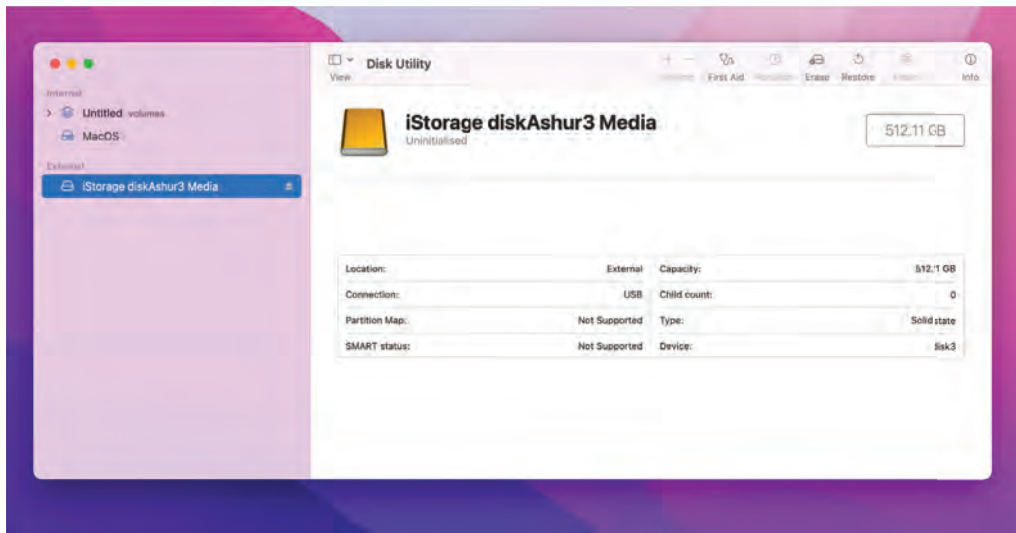 Disk Utility
View
First Aid
Erase
Restore
Info
Internal
Untitled volumes
MacOS
External
iStorage diskAshur3 Media
iStorage diskAshur3 Media
Uninitialised
512.11 GB
Location: External
Capacity: 512.1 GB
Connection: USB
Child count: 0
Partition Map: Not Supported
Type: Solid state
SMART status: Not Supported
Device: disk3